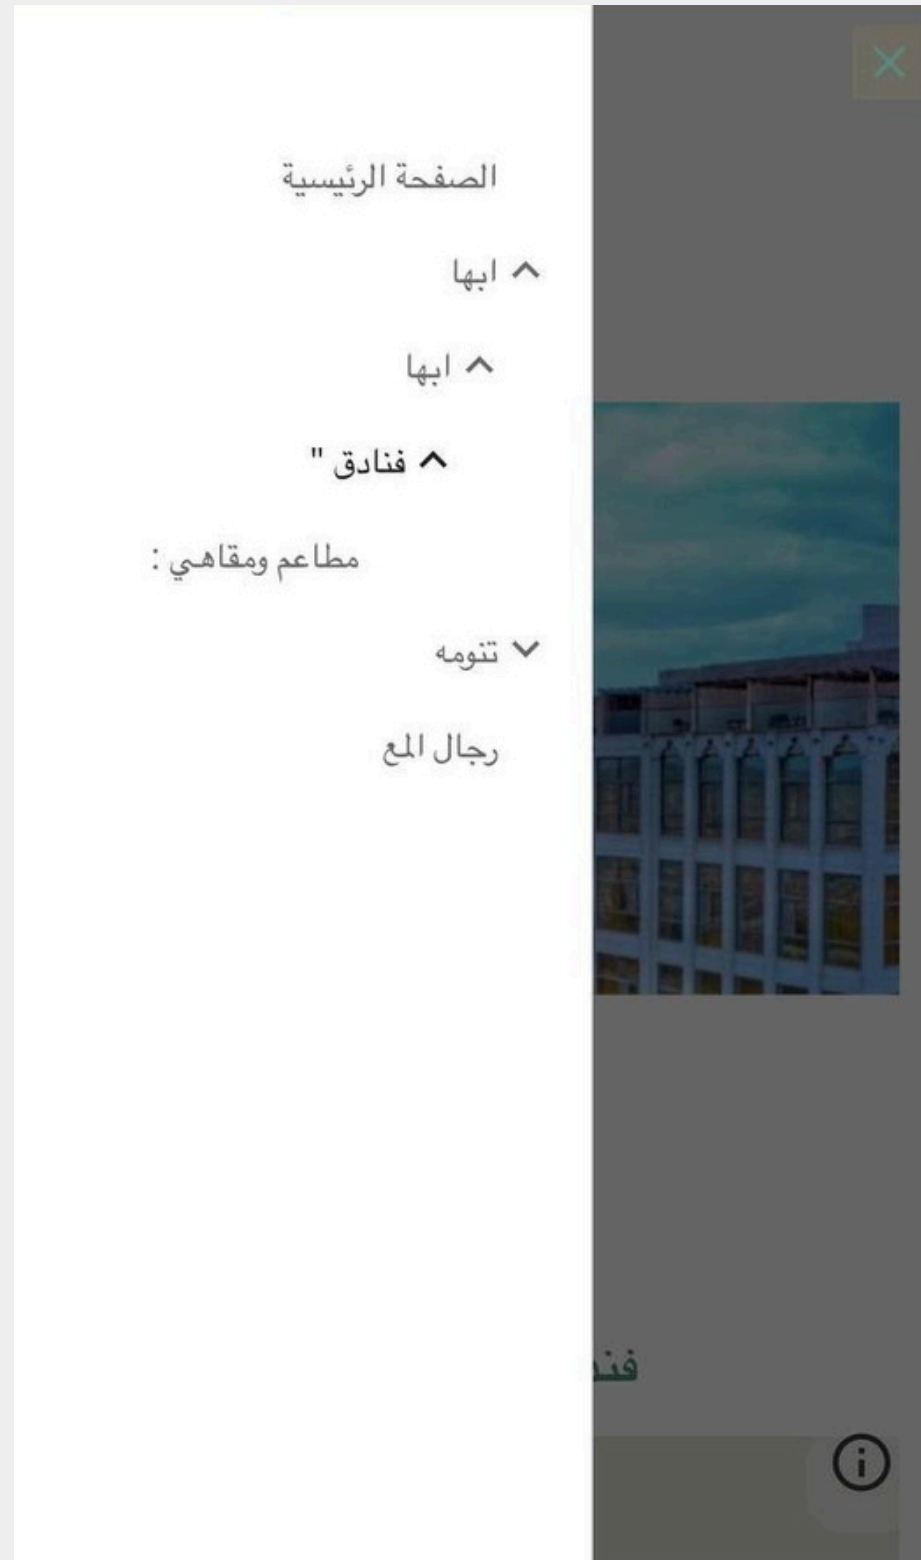 الصفحة الرئيسية
ابها
ابها
فنادق "
مطاعم ومقاهي :
تنومه
رجال المع